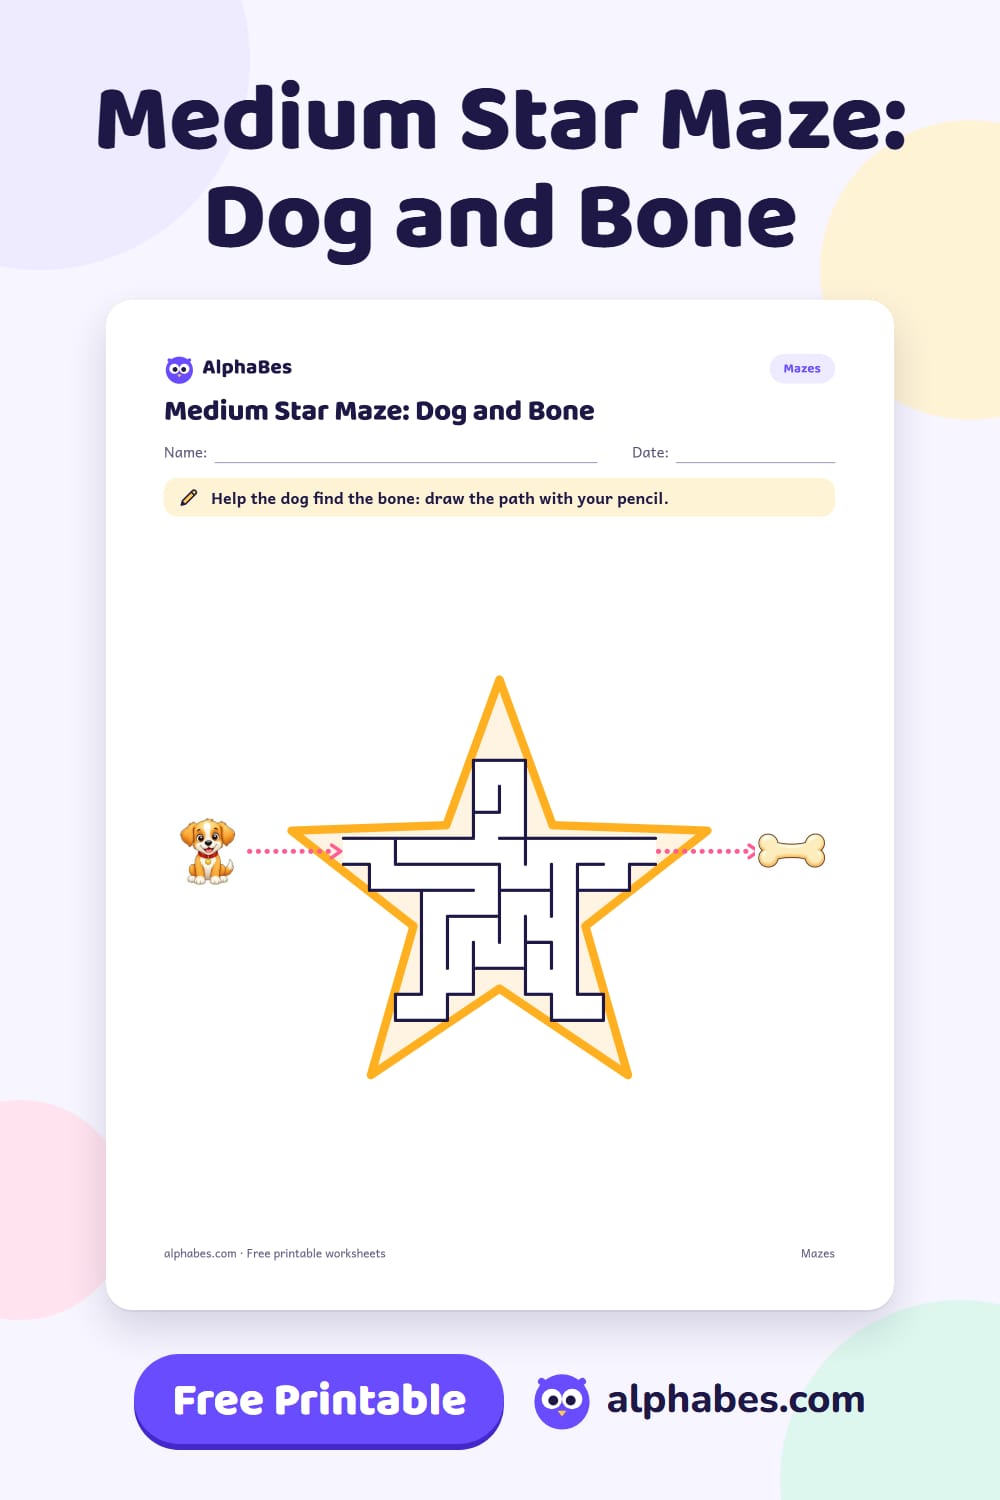 Medium Star Maze:
Dog and Bone
AlphaBes
Mazes
Medium Star Maze: Dog and Bone
Name:
Date:
Help the dog find the bone: draw the path with your pencil.
alphabes.com · Free printable worksheets
Mazes
Free Printable
alphabes.com